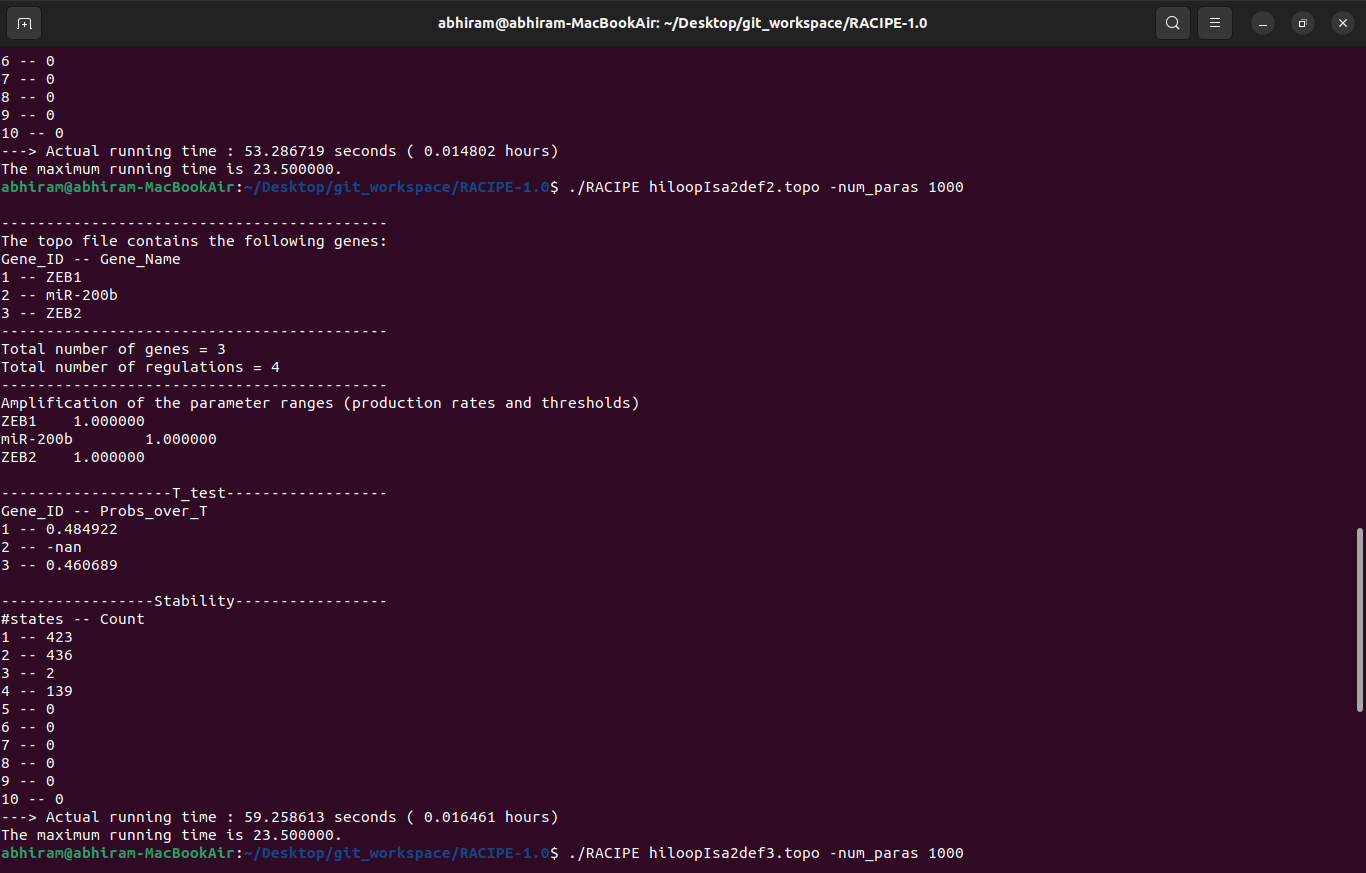 abhiram@abhiram-MacBookAir: ~/Desktop/git_workspace/RACIPE-1.0
6 -- 0
7 -- 0
8 -- 0
9 -- 0
10 -- 0
---> Actual running time : 53.286719 seconds ( 0.014802 hours)
The maximum running time is 23.500000.
abhiram@abhiram-MacBookAir:~/Desktop/git_workspace/RACIPE-1.0$ ./RACIPE hiloopIsa2def2.topo -num_paras 1000
-------------------------------------------
The topo file contains the following genes:
Gene_ID -- Gene_Name
1 -- ZEB1
2 -- miR-200b
3 -- ZEB2
-------------------------------------------
Total number of genes = 3
Total number of regulations = 4
-------------------------------------------
Amplification of the parameter ranges (production rates and thresholds)
ZEB1    1.000000
miR-200b        1.000000
ZEB2    1.000000
-------------------T_test------------------
Gene_ID -- Probs_over_T
1 -- 0.484922
2 -- -nan
3 -- 0.460689
-----------------Stability-----------------
#states -- Count
1 -- 423
2 -- 436
3 -- 2
4 -- 139
5 -- 0
6 -- 0
7 -- 0
8 -- 0
9 -- 0
10 -- 0
---> Actual running time : 59.258613 seconds ( 0.016461 hours)
The maximum running time is 23.500000.
abhiram@abhiram-MacBookAir:~/Desktop/git_workspace/RACIPE-1.0$ ./RACIPE hiloopIsa2def3.topo -num_paras 1000